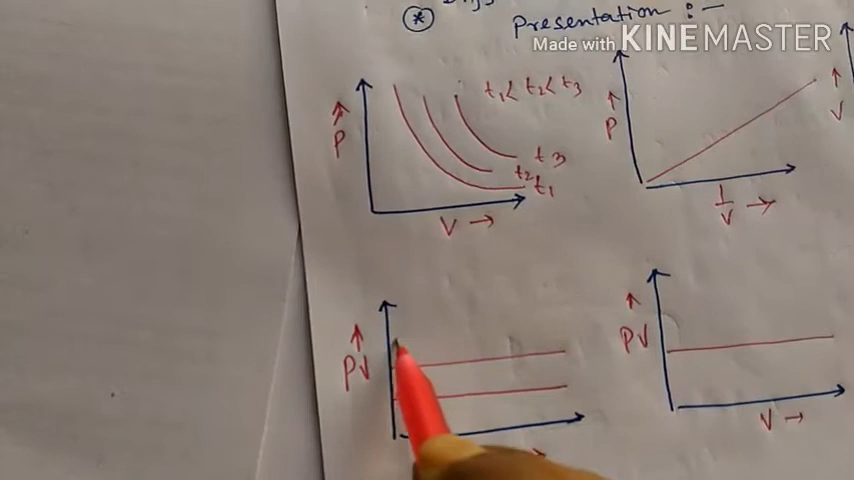 Presentation :-
Made with KINEMASTER
t₁ < t₂ < t₃
P
t₃
t₂
t₁
V →
P
1/V →
V
PV
PV
V →